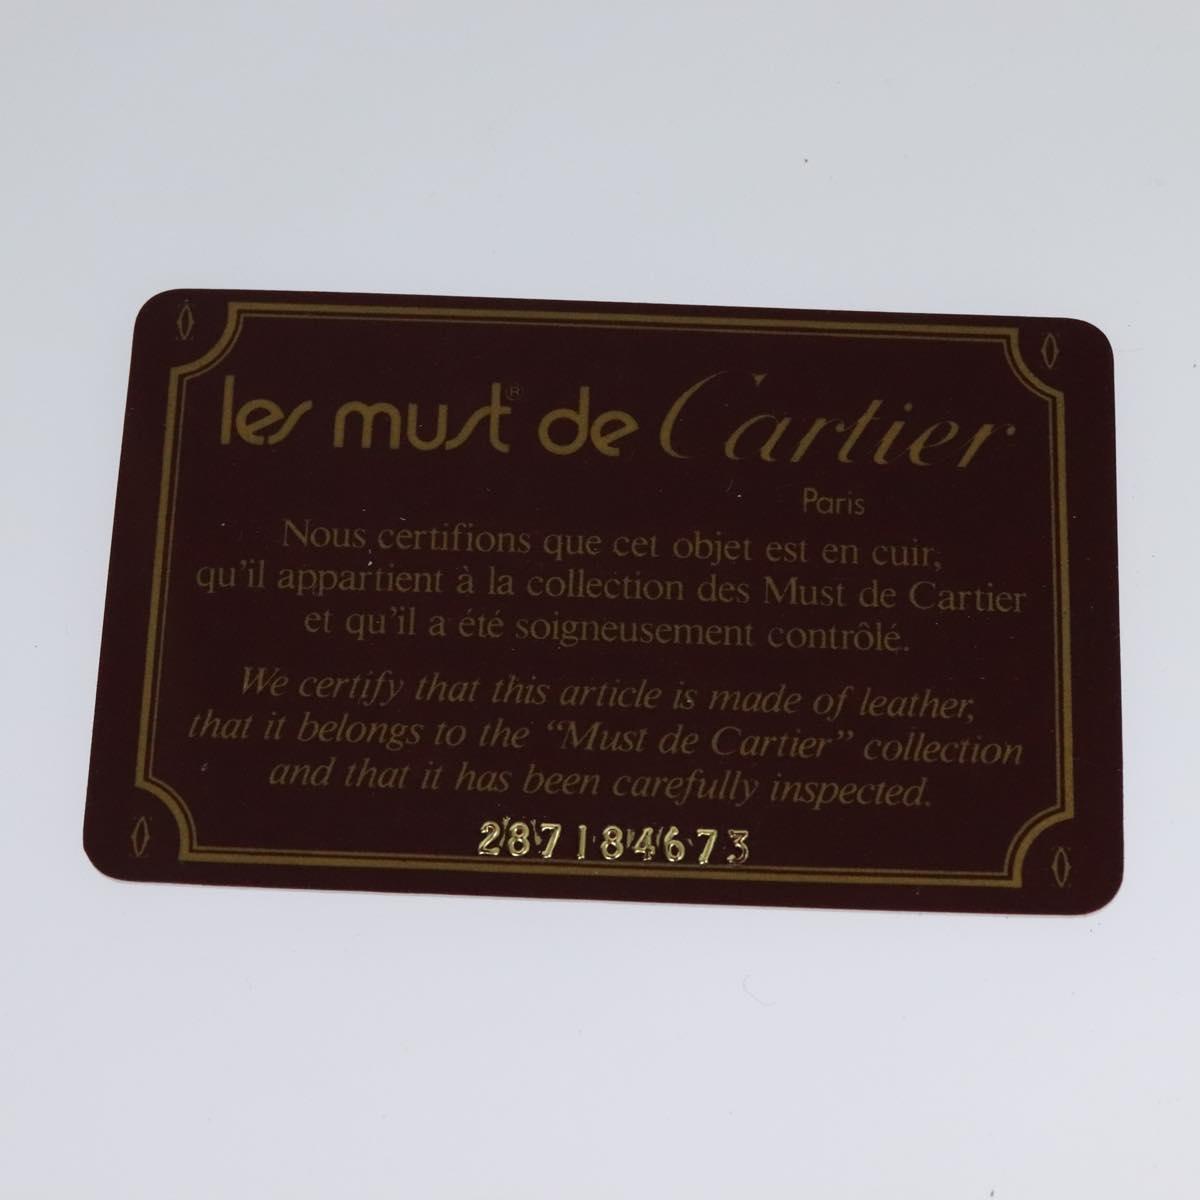 les must® de Cartier
Paris
Nous certifions que cet objet est en cuir,
qu'il appartient à la collection des Must de Cartier
et qu'il a été soigneusement contrôlé.
We certify that this article is made of leather,
that it belongs to the “Must de Cartier” collection
and that it has been carefully inspected.
287184673